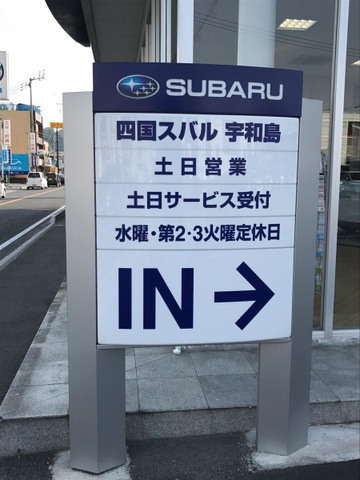 SUBARU
四国スバル 宇和島
土日営業
土日サービス受付
水曜・第2・3火曜定休日
IN→